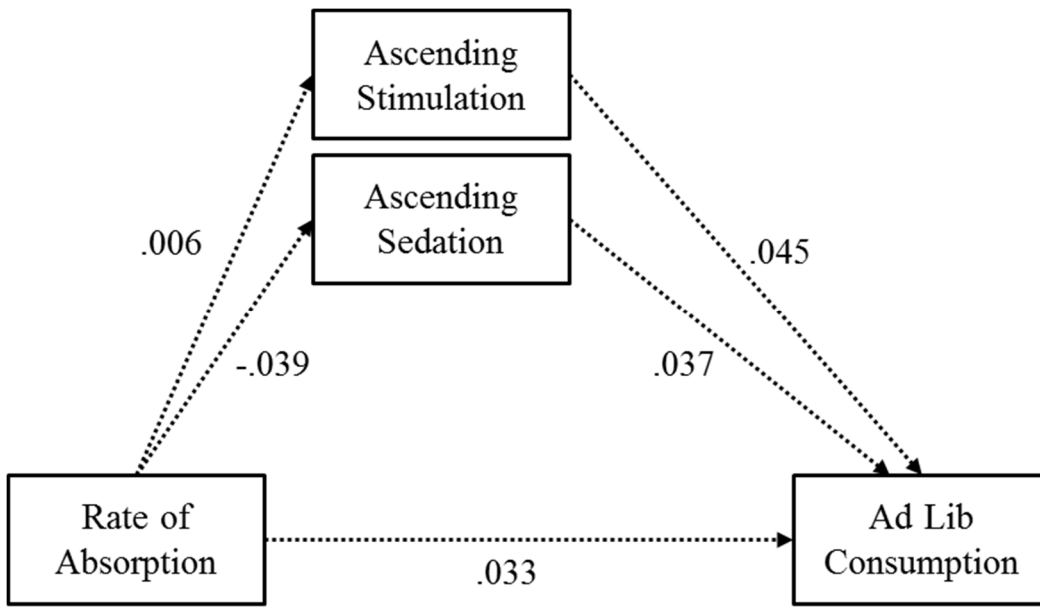 Ascending
Stimulation
Ascending
Sedation
.006
.045
-.039
.037
Rate of
Absorption
Ad Lib
Consumption
.033